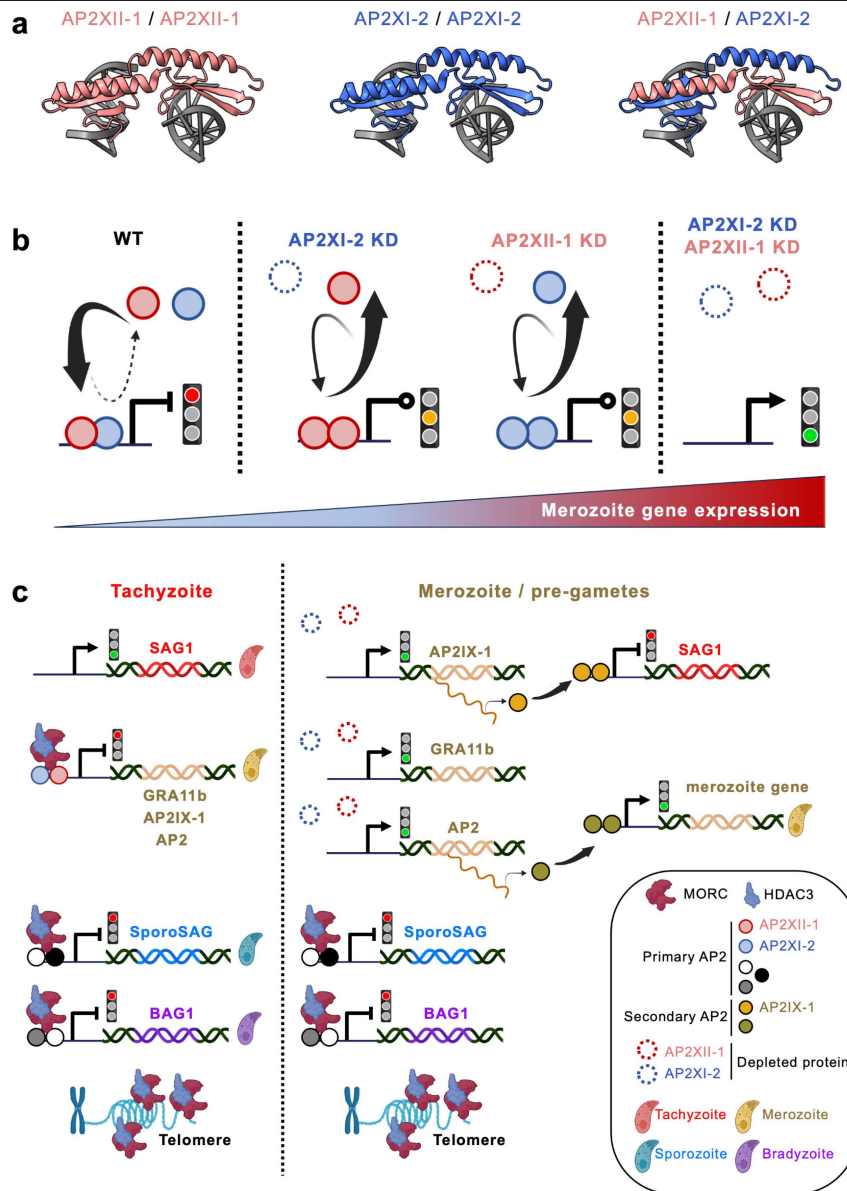 a
AP2XII-1 / AP2XII-1
AP2XI-2 / AP2XI-2
AP2XII-1 / AP2XI-2
b
WT
AP2XI-2 KD
AP2XII-1 KD
AP2XI-2 KD
AP2XII-1 KD
Merozoite gene expression
c
Tachyzoite
Merozoite / pre-gametes
SAG1
AP2IX-1
SAG1
GRA11b
AP2IX-1
AP2
GRA11b
AP2
merozoite gene
SporoSAG
SporoSAG
BAG1
BAG1
Telomere
Telomere
MORC
HDAC3
Primary AP2
AP2XII-1
AP2XI-2
Secondary AP2
AP2IX-1
AP2XII-1
AP2XI-2
Depleted protein
Tachyzoite
Merozoite
Sporozoite
Bradyzoite